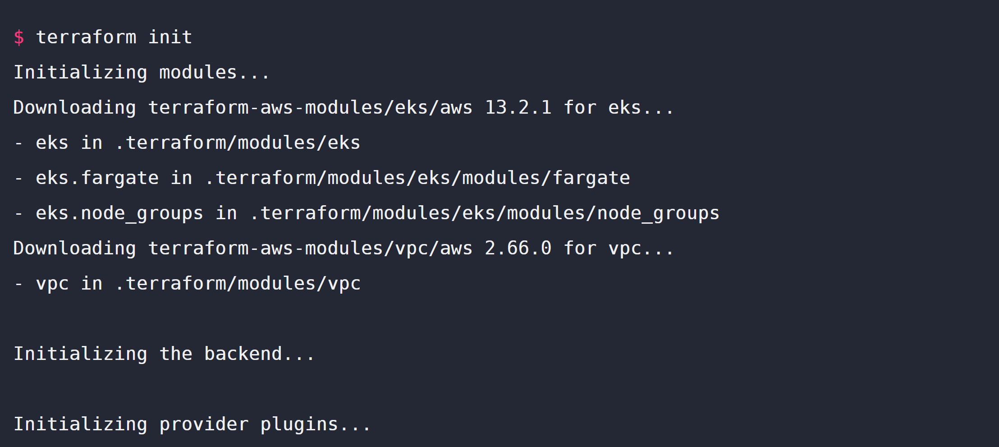 $ terraform init
Initializing modules...
Downloading terraform-aws-modules/eks/aws 13.2.1 for eks...
- eks in .terraform/modules/eks
- eks.fargate in .terraform/modules/eks/modules/fargate
- eks.node_groups in .terraform/modules/eks/modules/node_groups
Downloading terraform-aws-modules/vpc/aws 2.66.0 for vpc...
- vpc in .terraform/modules/vpc
Initializing the backend...
Initializing provider plugins...